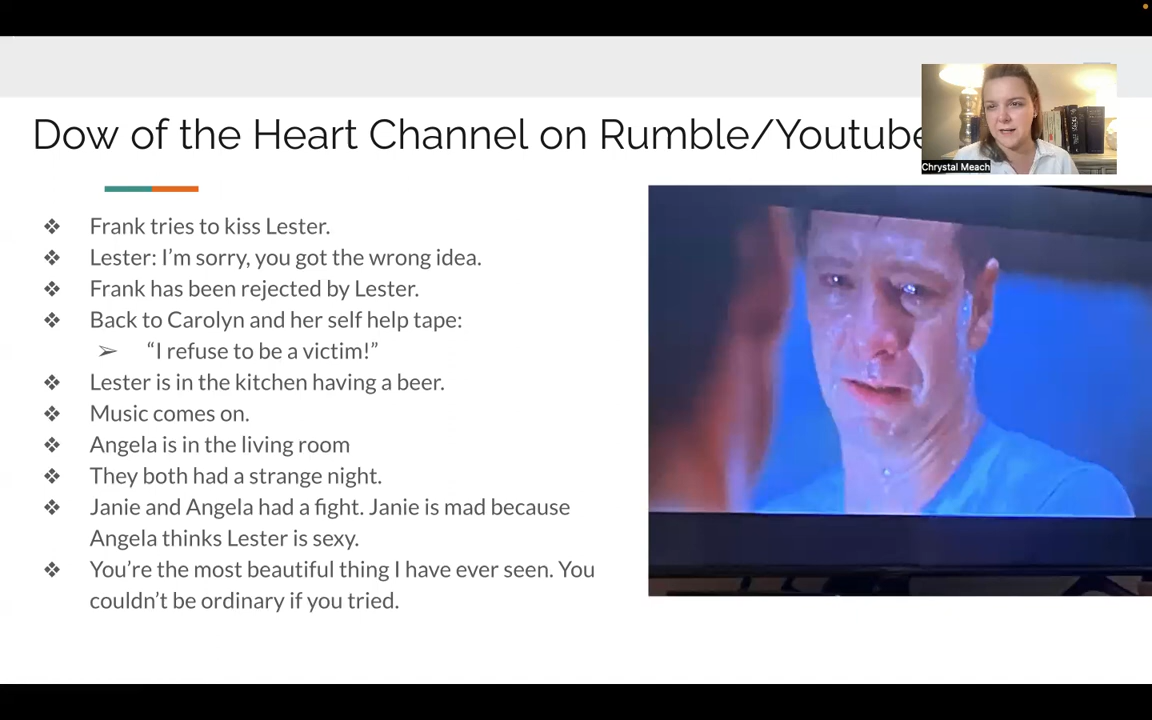 Dow of the Heart Channel on Rumble/Youtube
Chrystal Meach
❖ Frank tries to kiss Lester.
❖ Lester: I’m sorry, you got the wrong idea.
❖ Frank has been rejected by Lester.
❖ Back to Carolyn and her self help tape:
➢ “I refuse to be a victim!”
❖ Lester is in the kitchen having a beer.
❖ Music comes on.
❖ Angela is in the living room
❖ They both had a strange night.
❖ Janie and Angela had a fight. Janie is mad because
Angela thinks Lester is sexy.
❖ You’re the most beautiful thing I have ever seen. You
couldn’t be ordinary if you tried.